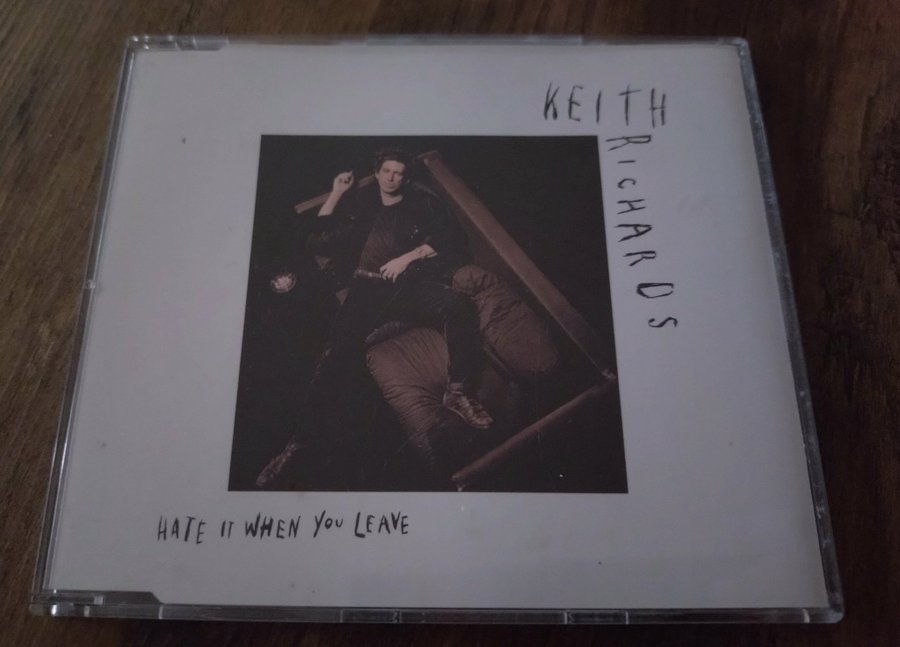 KEITH
RICHARDS
HATE IT WHEN YOU LEAVE